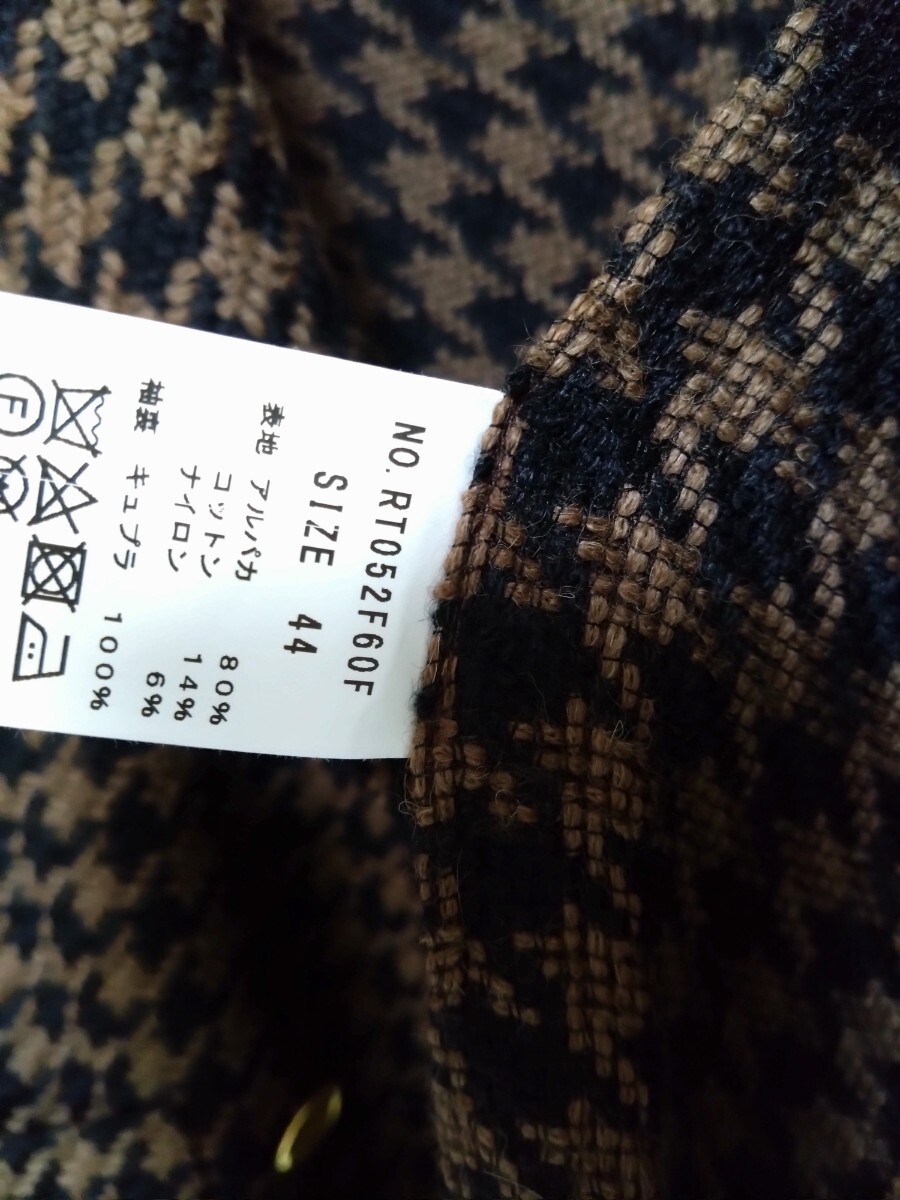 NO. RT052F60F
SIZE 44
表地 アルパカ 80%
コットン 14%
ナイロン 6%
袖裏 キュプラ 100%
F